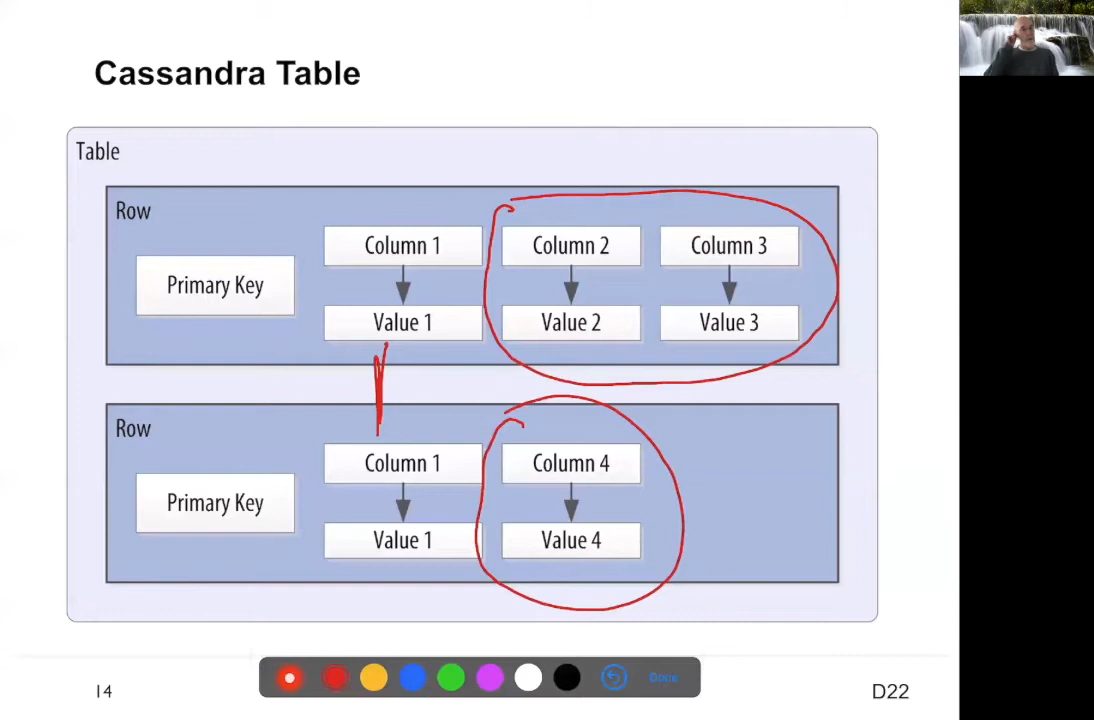 Cassandra Table
Table
Row
Column 1 Column 2 Column 3
Primary Key
Value 1 Value 2 Value 3
Row
Column 1 Column 4
Primary Key
Value 1 Value 4
Done
14 D22